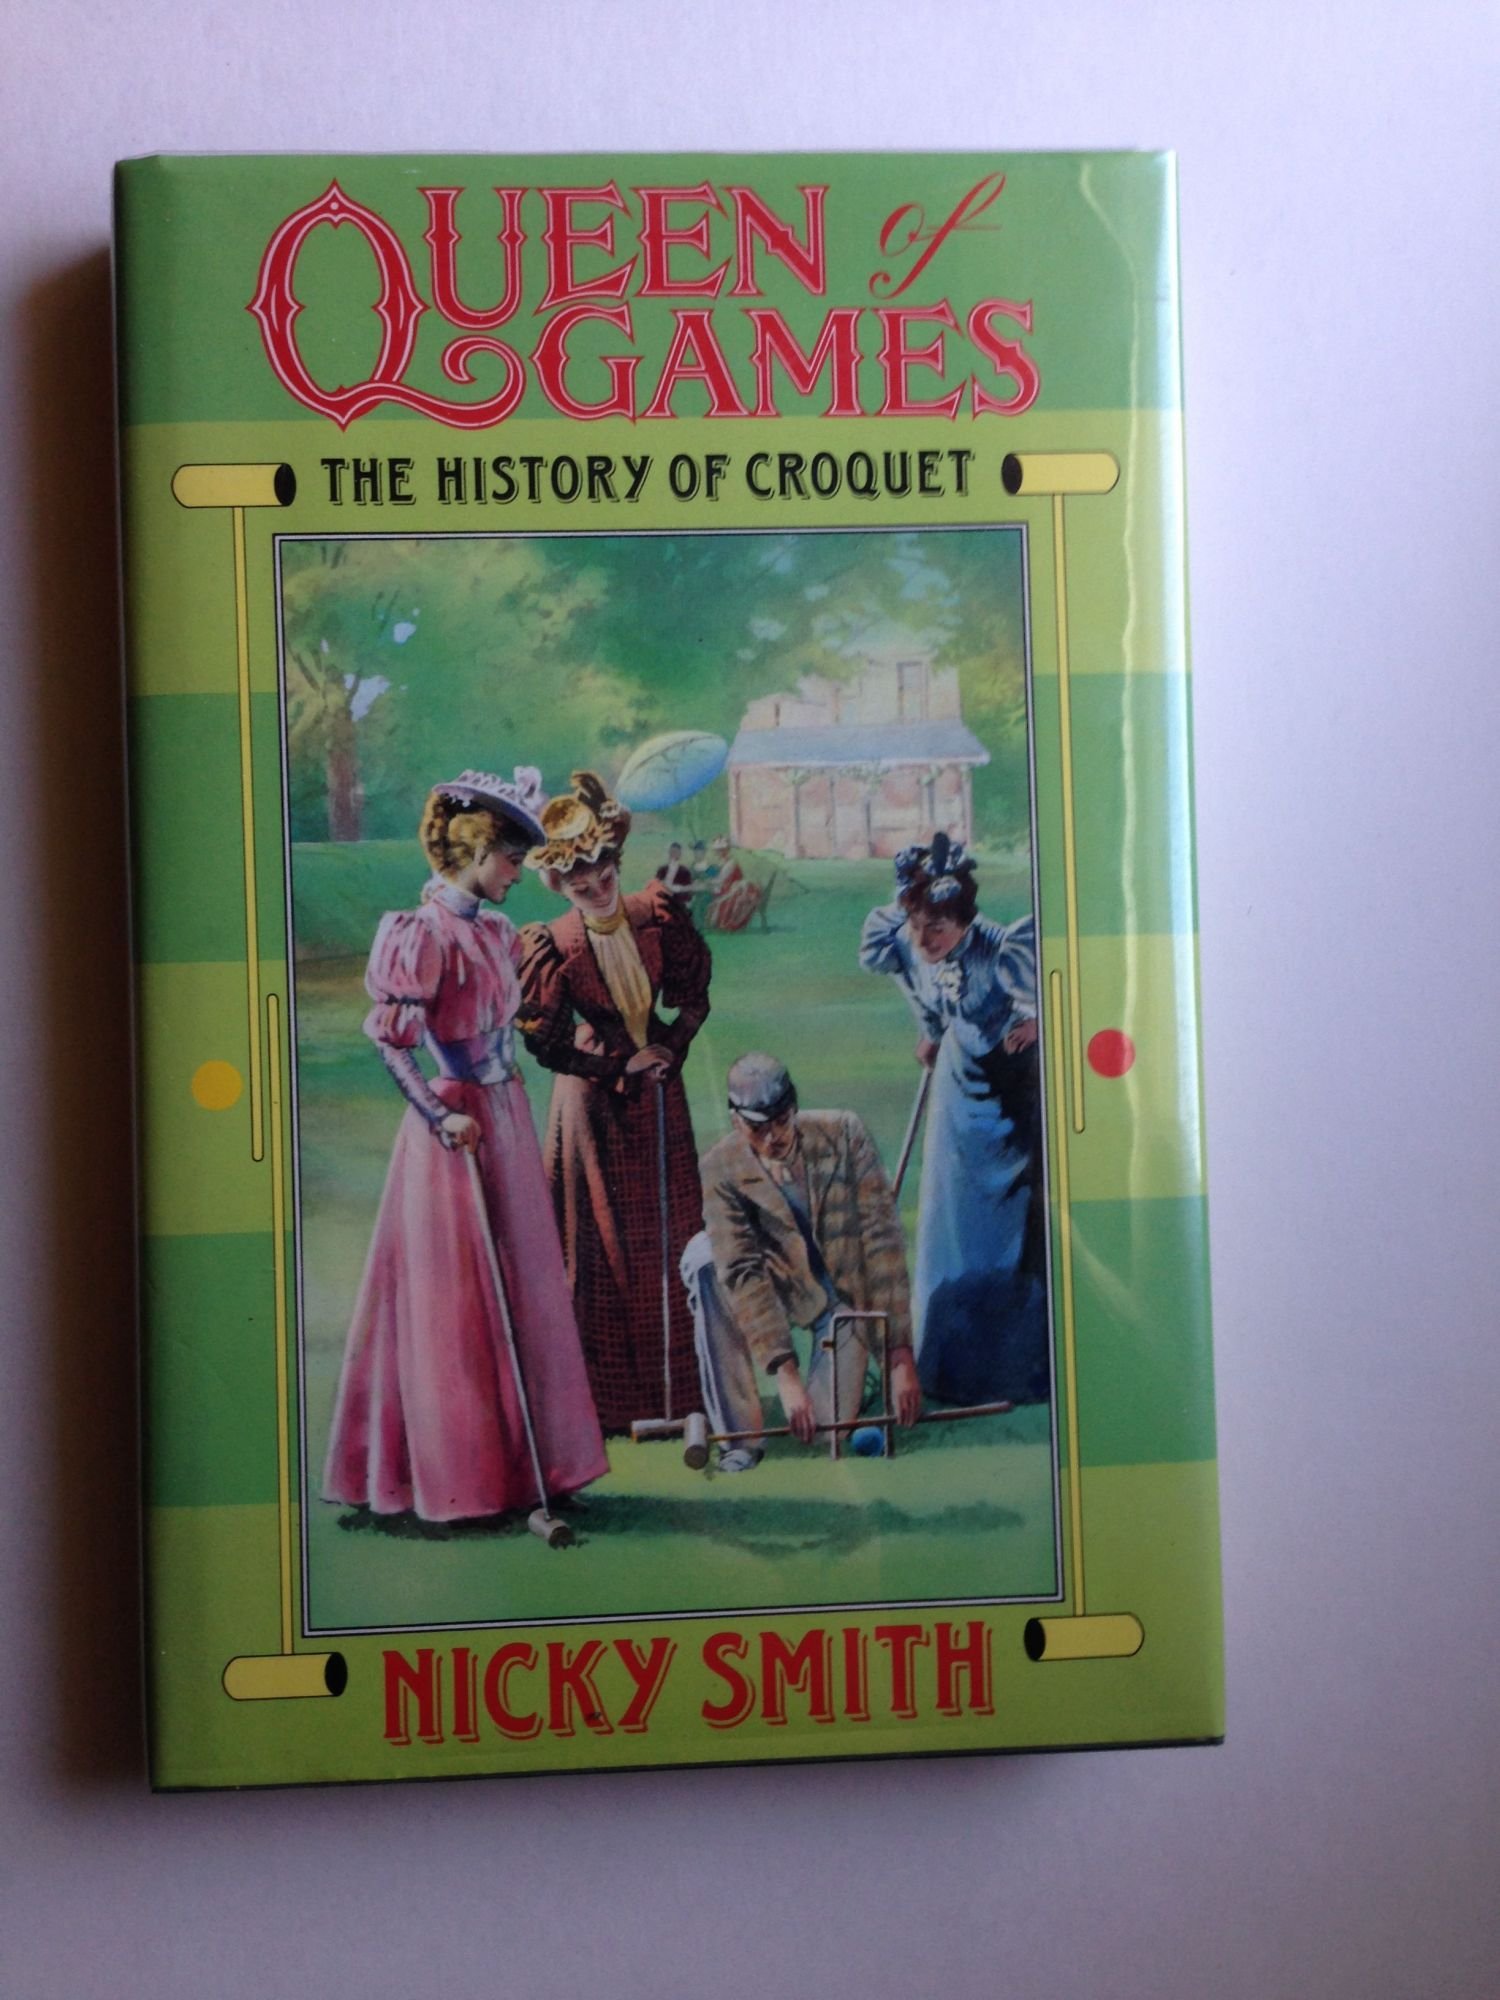 QUEEN of
GAMES
THE HISTORY OF CROQUET
NICKY SMITH